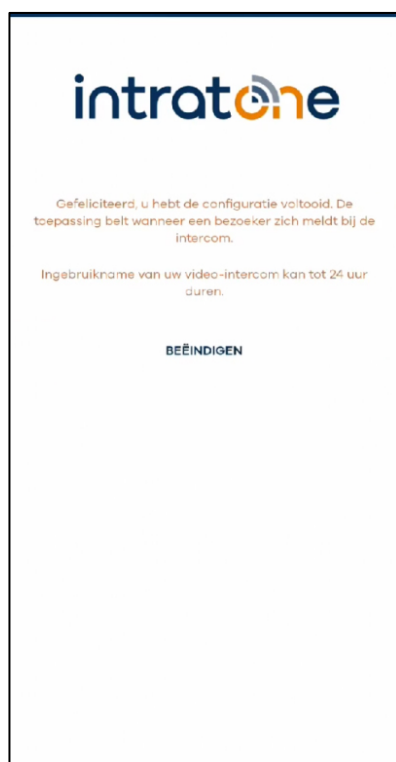 intratone
Gefeliciteerd, u hebt de configuratie voltooid. De
toepassing belt wanneer een bezoeker zich meldt bij de
intercom.
Ingebruikname van uw video-intercom kan tot 24 uur
duren.
BEËINDIGEN